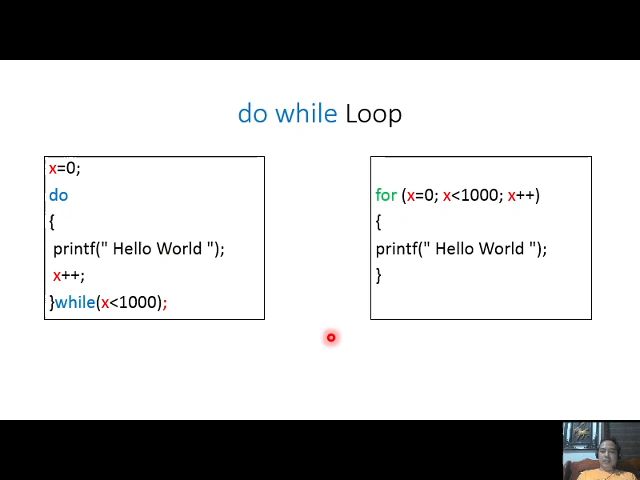 do while Loop
x=0;
do
{
printf(" Hello World ");
x++;
}while(x<1000);
for (x=0; x<1000; x++)
{
printf(" Hello World ");
}